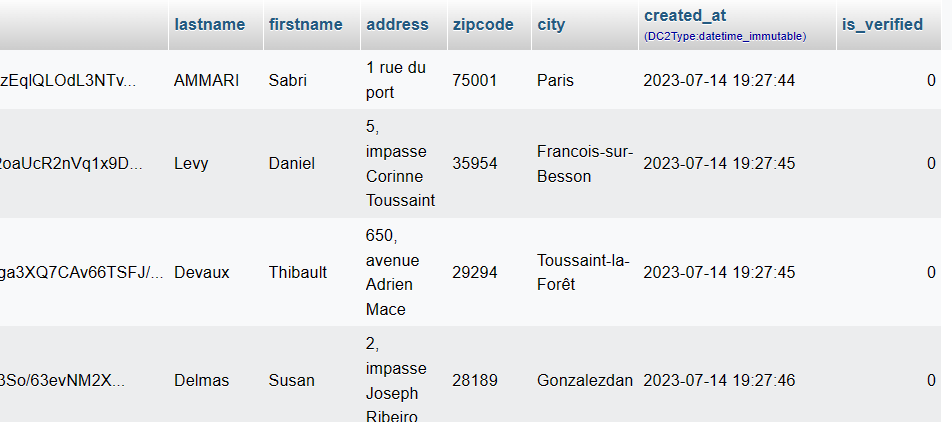 lastname firstname address zipcode city created_at is_verified
(DC2Type:datetime_immutable)
zEqlQLOdL3NTv... AMMARI Sabri 1 rue du 75001 Paris 2023-07-14 19:27:44 0
port
5,
impasse
2oaUcR2nVq1x9D... Levy Daniel Corinne 35954 Francois-sur- 2023-07-14 19:27:45 0
Toussaint Besson
650,
avenue
ga3XQ7CAv66TSFJ/... Devaux Thibault Adrien 29294 Toussaint-la- 2023-07-14 19:27:45 0
Mace Forêt
2,
impasse
3So/63evNM2X... Delmas Susan Joseph 28189 Gonzalezdan 2023-07-14 19:27:46 0
Ribeiro